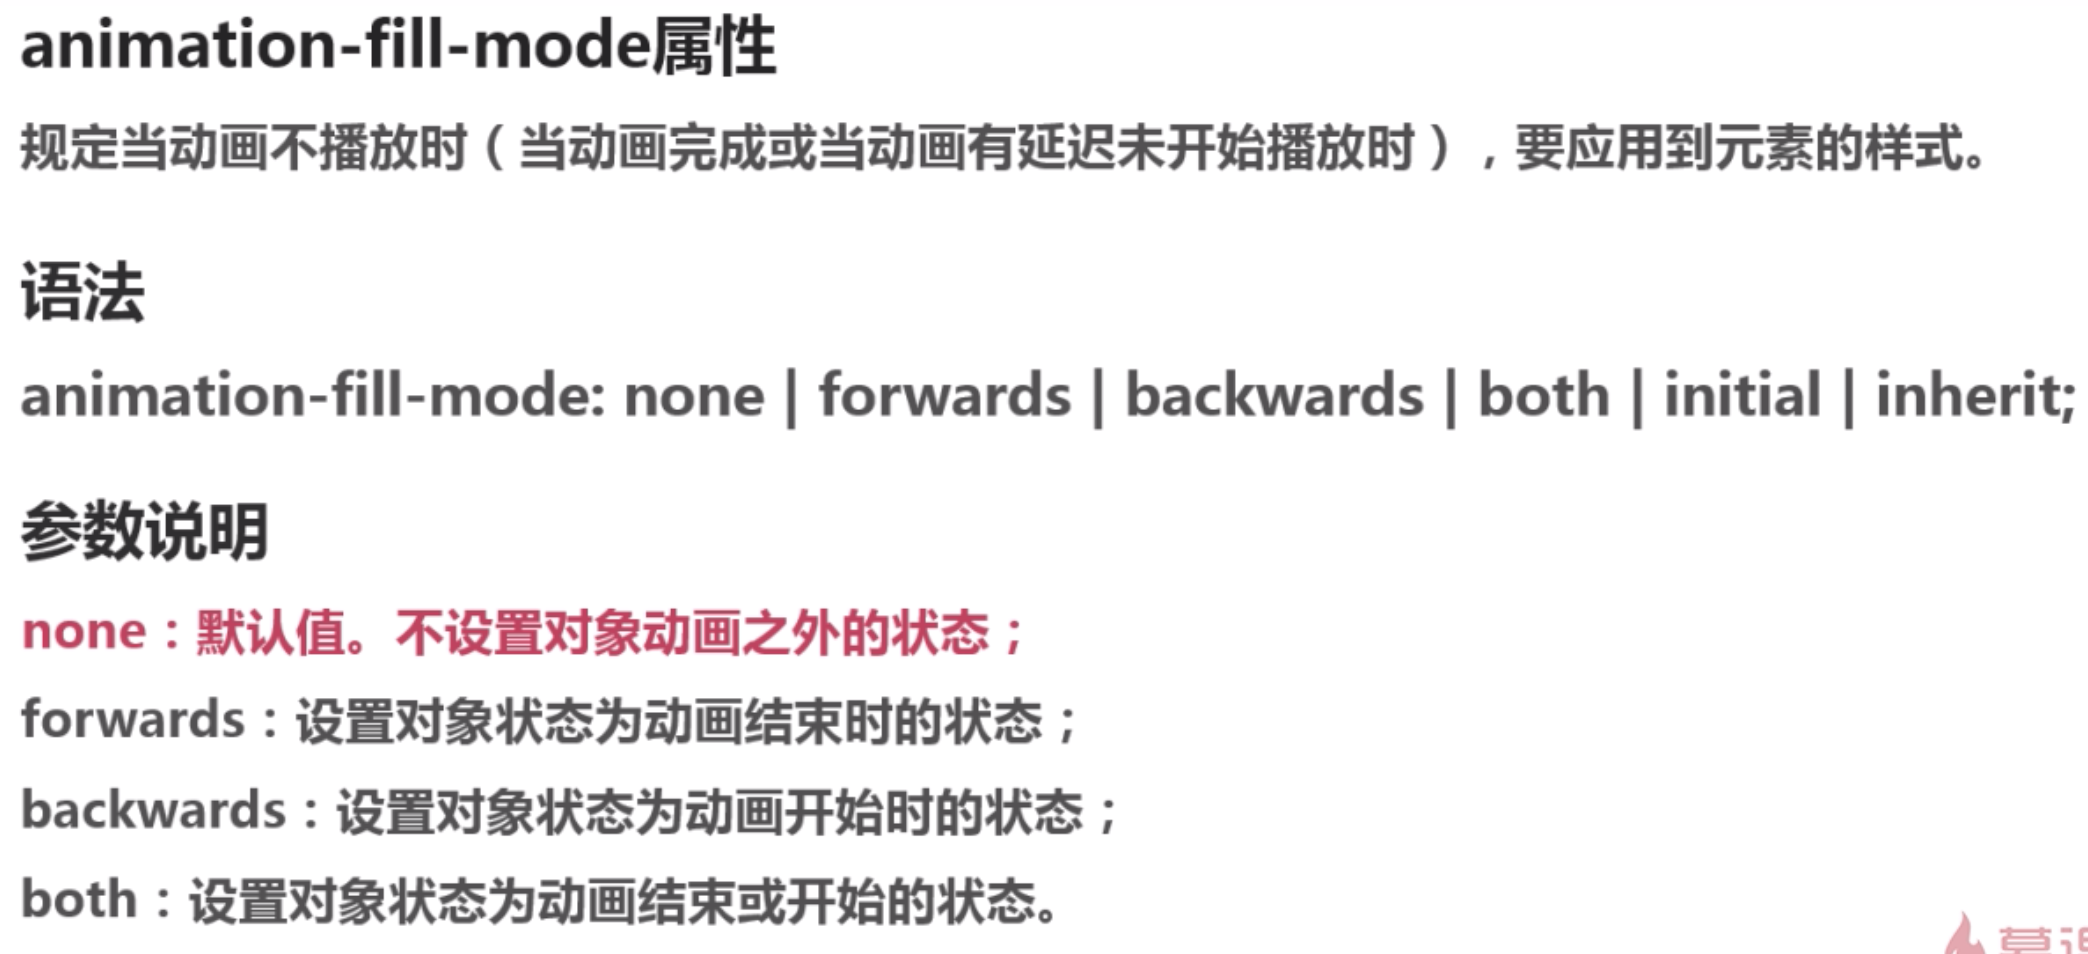 animation-fill-mode属性
规定当动画不播放时（当动画完成或当动画有延迟未开始播放时），要应用到元素的样式。
语法
animation-fill-mode: none | forwards | backwards | both | initial | inherit;
参数说明
none：默认值。不设置对象动画之外的状态；
forwards：设置对象状态为动画结束时的状态；
backwards：设置对象状态为动画开始时的状态；
both：设置对象状态为动画结束或开始的状态。